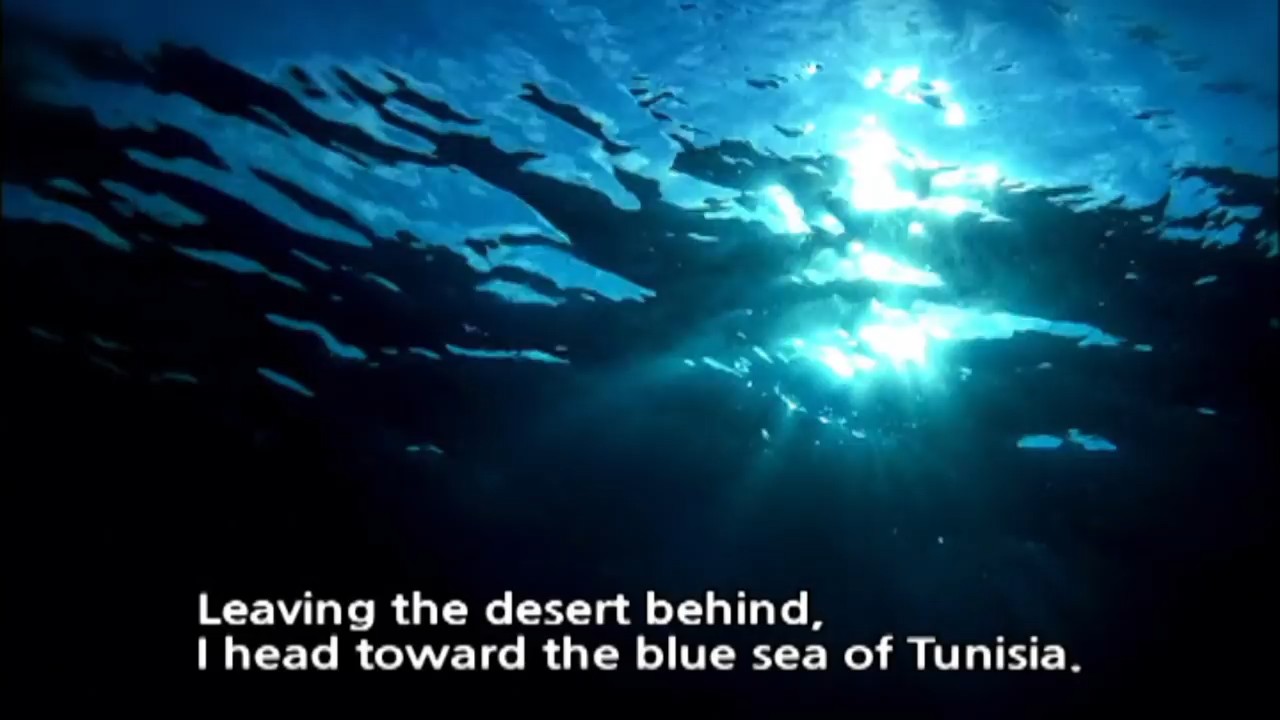 Leaving the desert behind,
I head toward the blue sea of Tunisia.